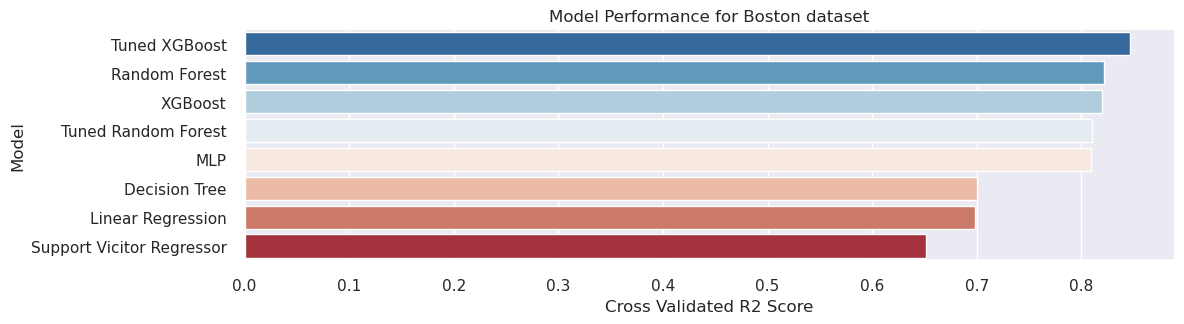 Model Performance for Boston dataset
Model
Tuned XGBoost
Random Forest
XGBoost
Tuned Random Forest
MLP
Decision Tree
Linear Regression
Support Vicitor Regressor
0.0 0.1 0.2 0.3 0.4 0.5 0.6 0.7 0.8
Cross Validated R2 Score